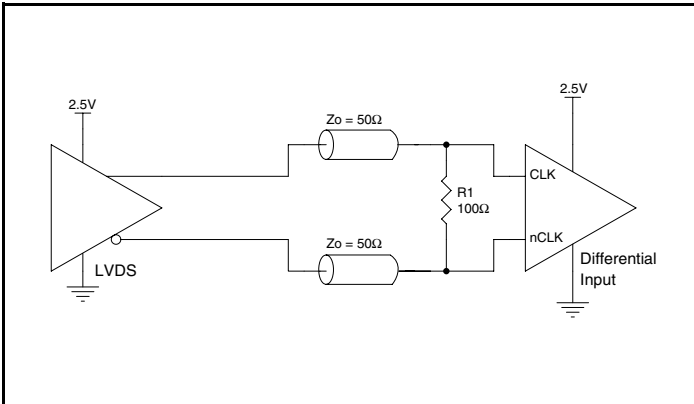 2.5V
2.5V
Zo = 50Ω
CLK
R1
100Ω
nCLK
Zo = 50Ω
LVDS
Differential
Input